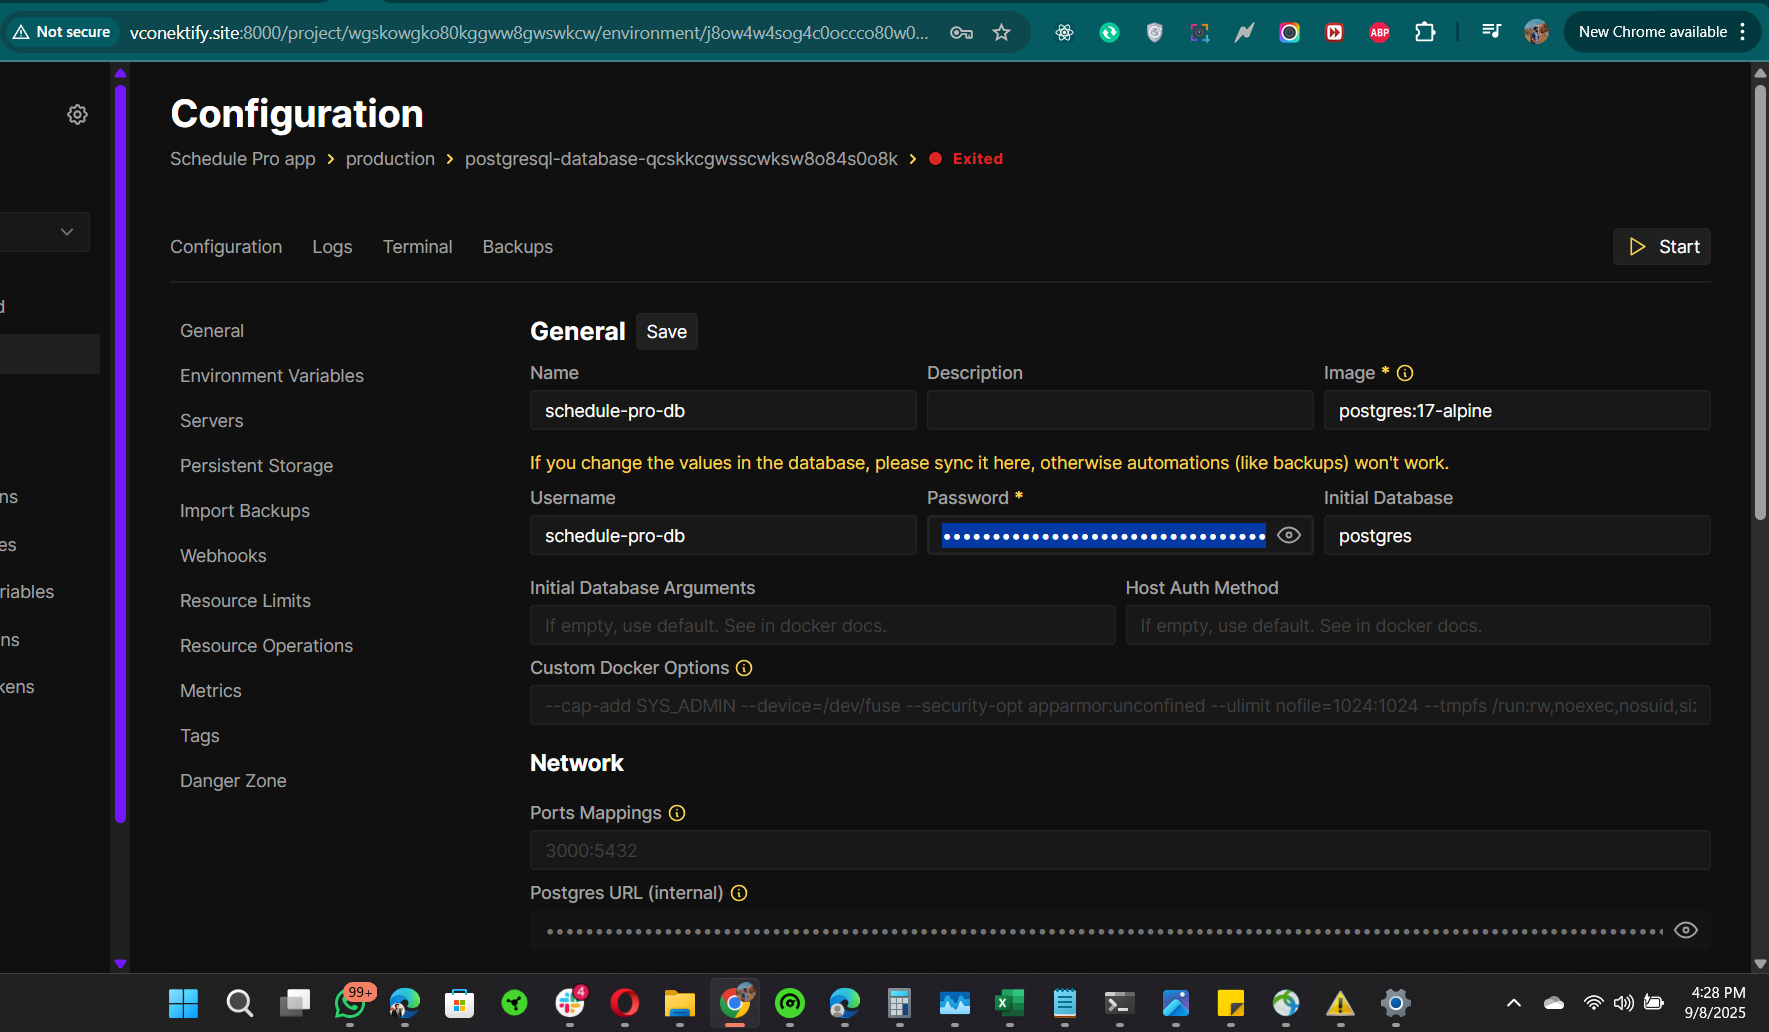 Not secure
vconektify.site:8000/project/wgskowgko80kggww8gwswkcw/environment/j8ow4w4sog4c0occco80w0...
ABP
New Chrome available
Configuration
Schedule Pro app > production > postgresql-database-qcskkcgwsscwksw8o84s0o8k > Exited
Configuration
Logs
Terminal
Backups
Start
d
ns
es
riables
ns
kens
General
Environment Variables
Servers
Persistent Storage
Import Backups
Webhooks
Resource Limits
Resource Operations
Metrics
Tags
Danger Zone
General
Save
Name
schedule-pro-db
Description
Image *
postgres:17-alpine
If you change the values in the database, please sync it here, otherwise automations (like backups) won't work.
Username
schedule-pro-db
Password *
Initial Database
postgres
Initial Database Arguments
If empty, use default. See in docker docs.
Host Auth Method
If empty, use default. See in docker docs.
Custom Docker Options
--cap-add SYS_ADMIN --device=/dev/fuse --security-opt apparmor:unconfined --ulimit nofile=1024:1024 --tmpfs /run:rw,noexec,nosuid,siz
Network
Ports Mappings
3000:5432
Postgres URL (internal)
99+
4
4:28 PM
9/8/2025